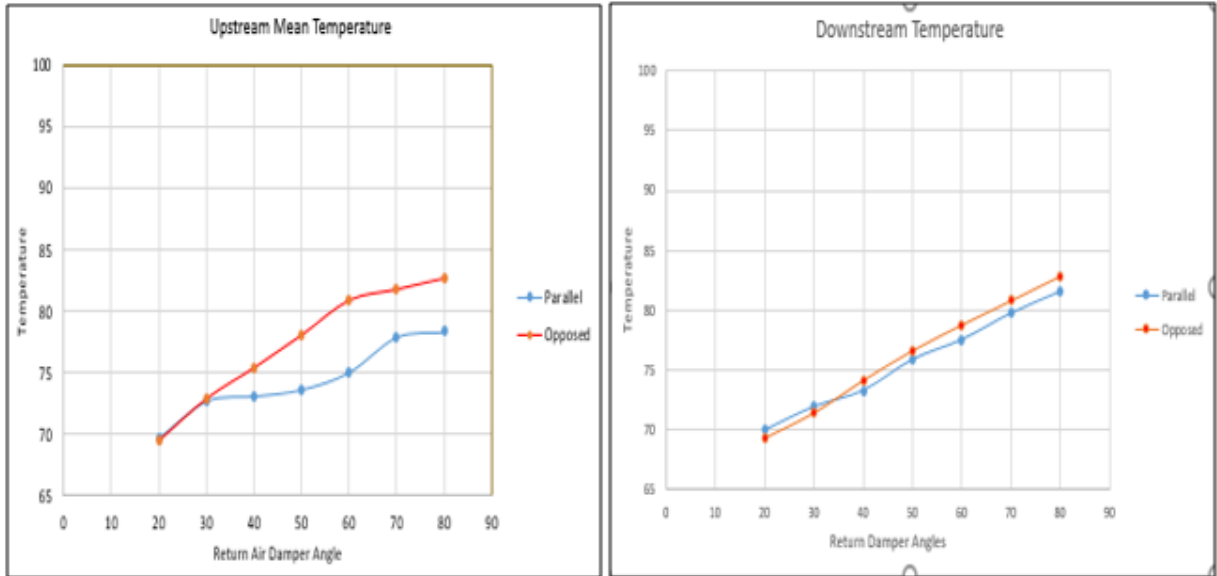 Upstream Mean Temperature
100
95
90
85
80
75
70
65
0 10 20 30 40 50 60 70 80 90
Temperature
Return Air Damper Angle
Parallel
Opposed
Downstream Temperature
100
95
90
85
80
75
70
65
0 10 20 30 40 50 60 70 80 90
Temperature
Return Damper Angles
Parallel
Opposed